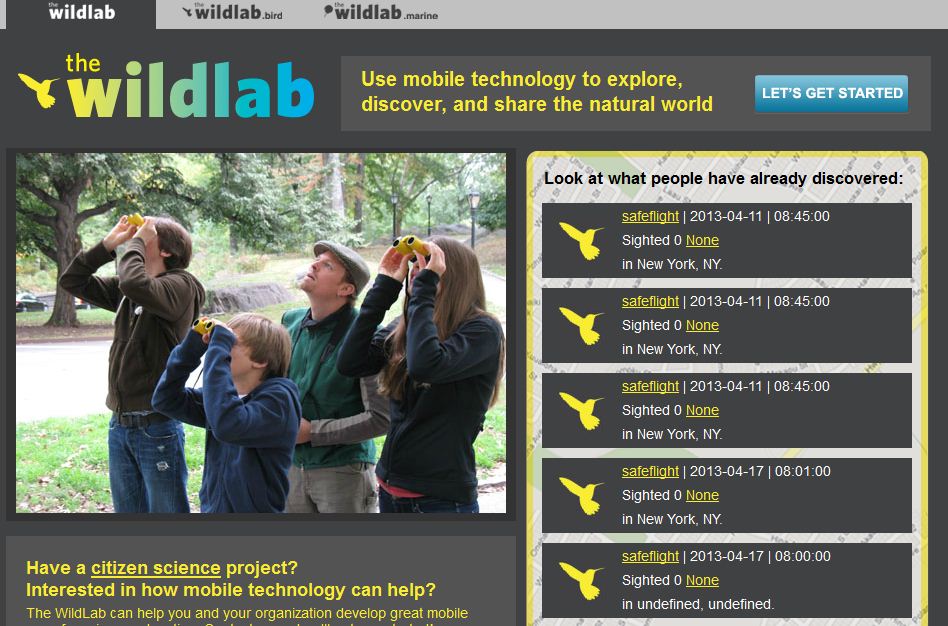 the
wildlab
the
wildlab.bird
the
wildlab.marine
the
wildlab
Use mobile technology to explore,
discover, and share the natural world
LET'S GET STARTED
Look at what people have already discovered:
safeflight | 2013-04-11 | 08:45:00
Sighted 0 None
in New York, NY.
safeflight | 2013-04-11 | 08:45:00
Sighted 0 None
in New York, NY.
safeflight | 2013-04-11 | 08:45:00
Sighted 0 None
in New York, NY.
safeflight | 2013-04-17 | 08:01:00
Sighted 0 None
in New York, NY.
safeflight | 2013-04-17 | 08:00:00
Sighted 0 None
in undefined, undefined.
Have a citizen science project?
Interested in how mobile technology can help?
The WildLab can help you and your organization develop great mobile